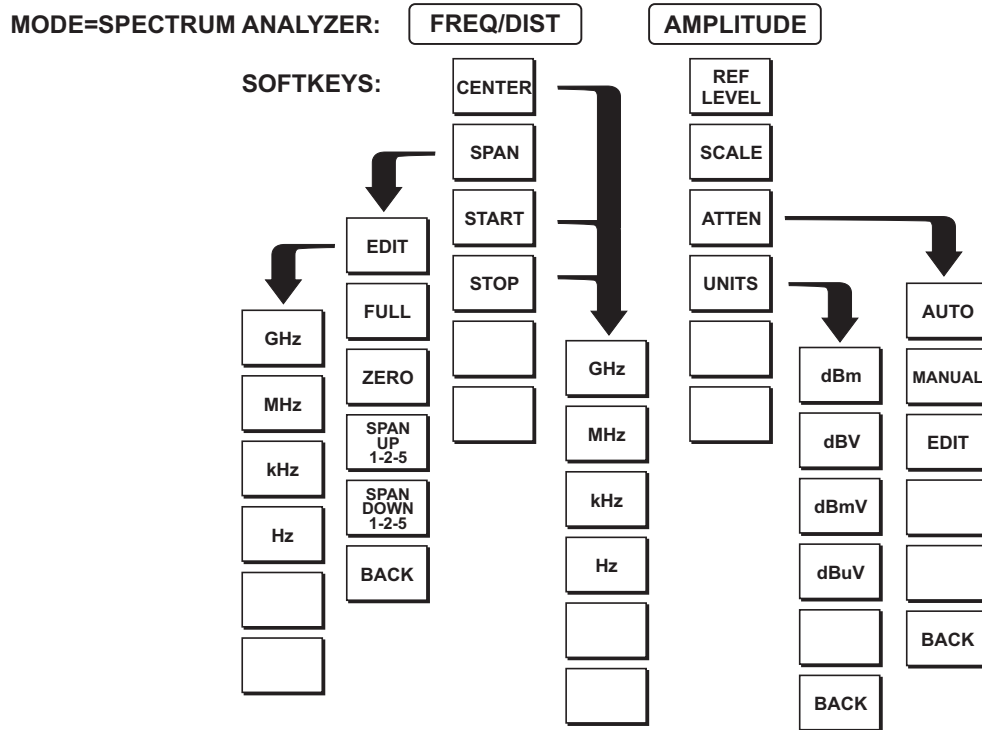 MODE=SPECTRUM ANALYZER:
FREQ/DIST
AMPLITUDE
SOFTKEYS:
CENTER
SPAN
START
STOP
EDIT
FULL
ZERO
SPAN
UP
1-2-5
SPAN
DOWN
1-2-5
BACK
GHz
MHz
kHz
Hz
GHz
MHz
kHz
Hz
REF
LEVEL
SCALE
ATTEN
UNITS
dBm
dBV
dBmV
dBuV
BACK
AUTO
MANUAL
EDIT
BACK